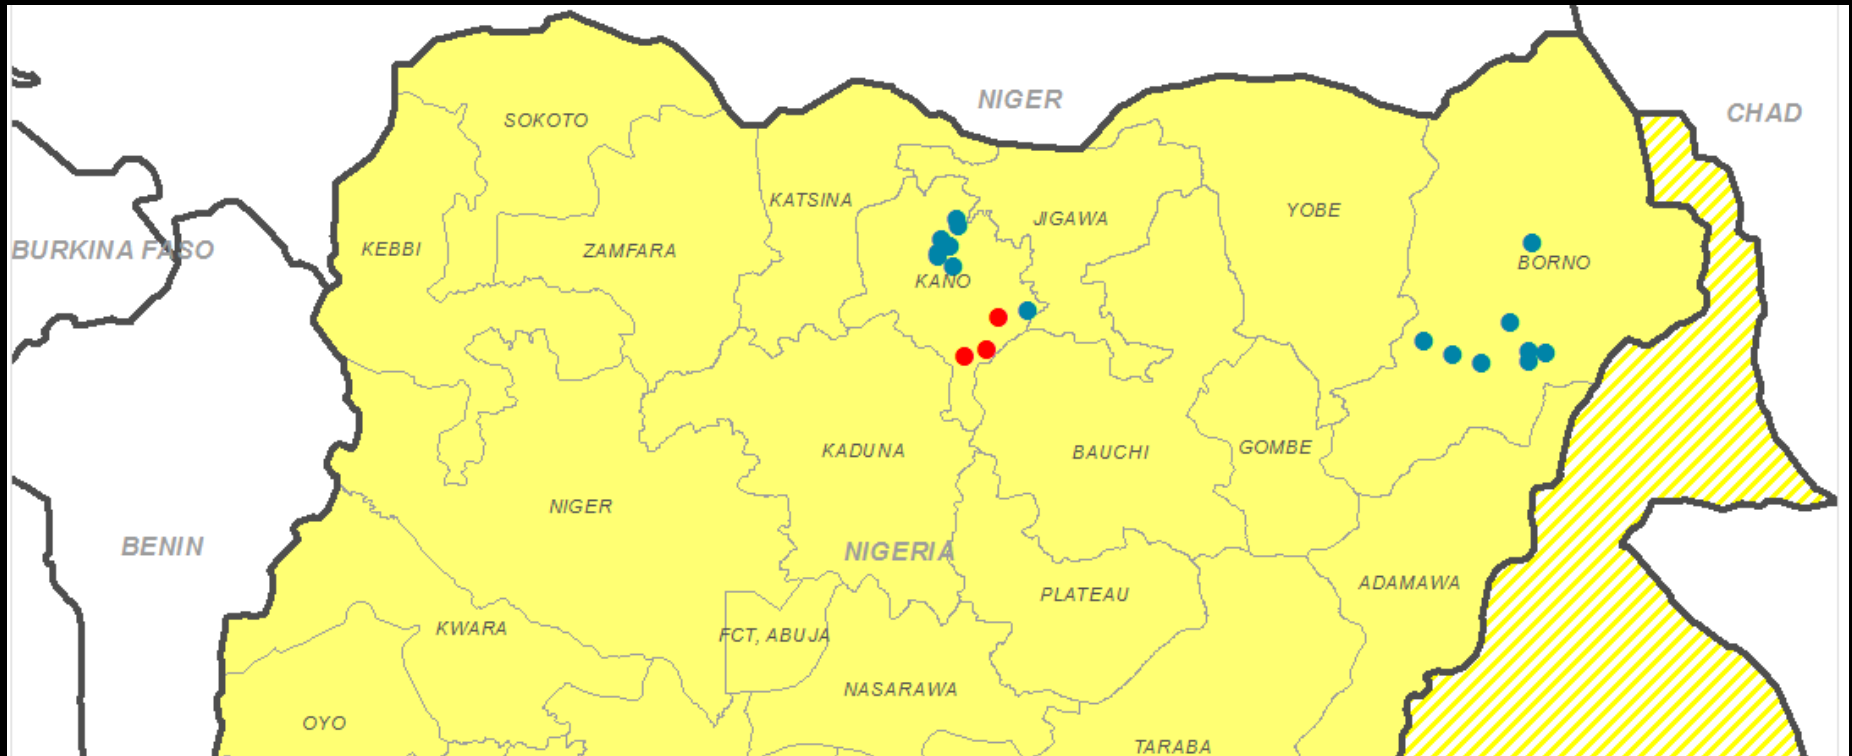 NIGER
CHAD
SOKOTO
KATSINA
JIGAWA
YOBE
BURKINA FASO
KEBBI
ZAMFARA
BORNO
KANO
KADUNA
BAUCHI
GOMBE
NIGER
BENIN
NIGERIA
ADAMAWA
PLATEAU
KWARA
FCT, ABUJA
NASARAWA
OYO
TARABA